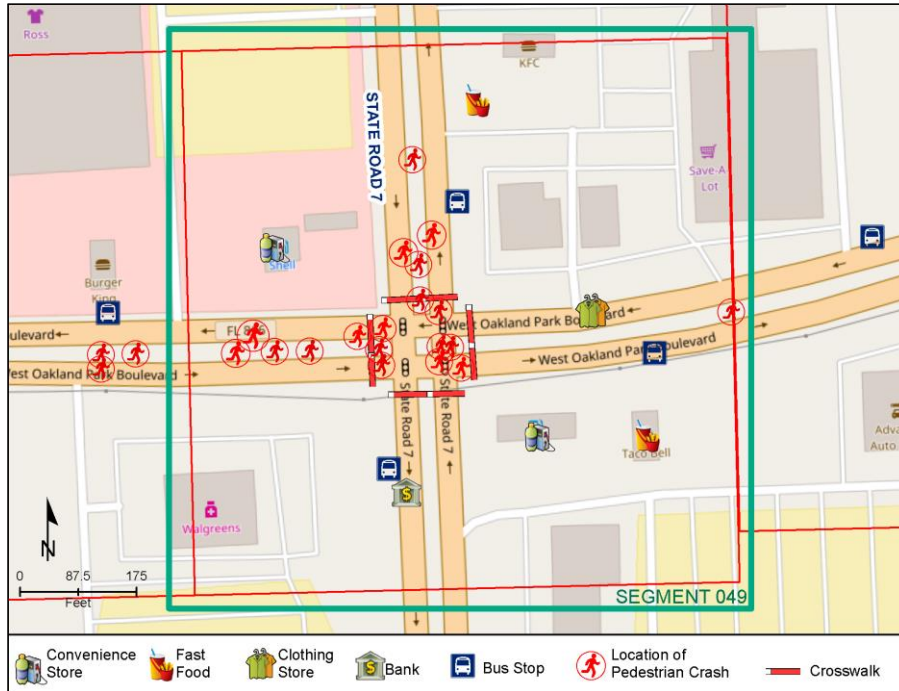 Ross
KFC
STATE ROAD 7
Save-A
Lot
Shell
Burger
King
FL 816
West Oakland Park Boulevard
oulevard
West Oakland Park Boulevard
West Oakland Park Boulevard
State Road 7
State Road 7
Taco Bell
Adva
Auto
Walgreens
N
0 87.5 175
Feet
SEGMENT 049
Convenience
Store
Fast
Food
Clothing
Store
Bank
Bus Stop
Location of
Pedestrian Crash
Crosswalk